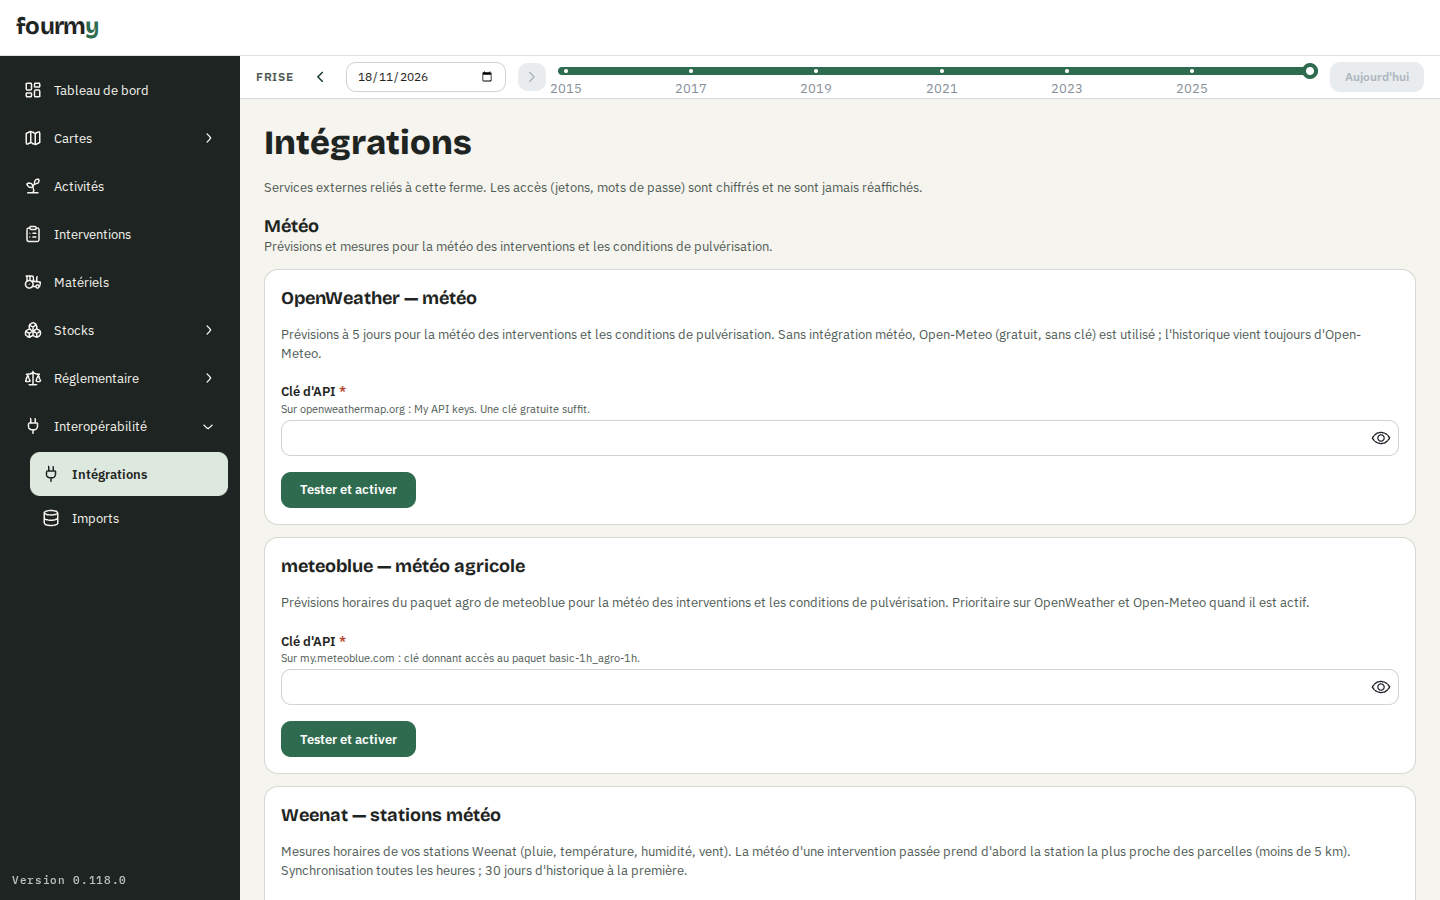 fourmy
FRISE
18/11/2026
2015
2017
2019
2021
2023
2025
Aujourd'hui
Tableau de bord
Cartes
Activités
Interventions
Matériels
Stocks
Réglementaire
Interopérabilité
Intégrations
Imports
Version 0.118.0
Intégrations
Services externes reliés à cette ferme. Les accès (jetons, mots de passe) sont chiffrés et ne sont jamais réaffichés.
Météo
Prévisions et mesures pour la météo des interventions et les conditions de pulvérisation.
OpenWeather — météo
Prévisions à 5 jours pour la météo des interventions et les conditions de pulvérisation. Sans intégration météo, Open-Meteo (gratuit, sans clé) est utilisé ; l'historique vient toujours d'Open-
Meteo.
Clé d'API *
Sur openweathermap.org : My API keys. Une clé gratuite suffit.
Tester et activer
meteoblue — météo agricole
Prévisions horaires du paquet agro de meteoblue pour la météo des interventions et les conditions de pulvérisation. Prioritaire sur OpenWeather et Open-Meteo quand il est actif.
Clé d'API *
Sur my.meteoblue.com : clé donnant accès au paquet basic-1h_agro-1h.
Tester et activer
Weenat — stations météo
Mesures horaires de vos stations Weenat (pluie, température, humidité, vent). La météo d'une intervention passée prend d'abord la station la plus proche des parcelles (moins de 5 km).
Synchronisation toutes les heures ; 30 jours d'historique à la première.